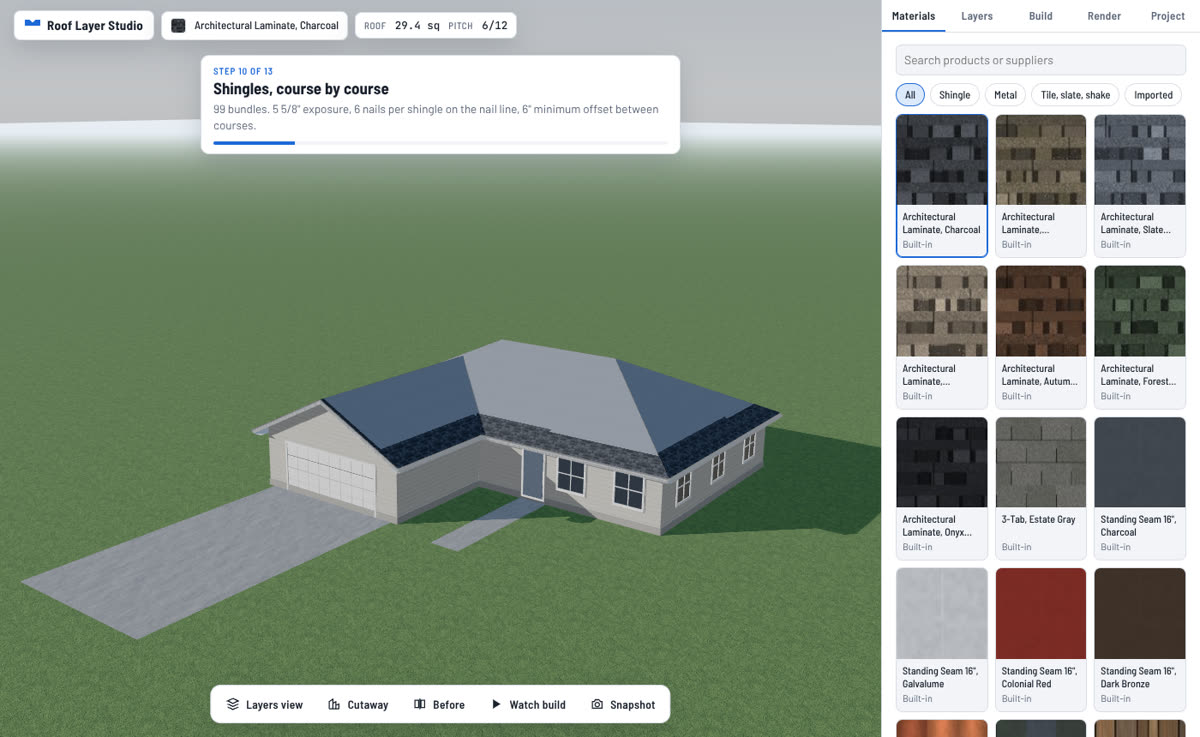 Roof Layer Studio
Architectural Laminate, Charcoal
ROOF 29.4 sq PITCH 6/12
STEP 10 OF 13
Shingles, course by course
99 bundles. 5 5/8" exposure, 6 nails per shingle on the nail line, 6" minimum offset between
courses.
Layers view
Cutaway
Before
Watch build
Snapshot
Materials
Layers
Build
Render
Project
Search products or suppliers
All
Shingle
Metal
Tile, slate, shake
Imported
Architectural
Laminate, Charcoal
Built-in
Architectural
Laminate,...
Built-in
Architectural
Laminate, Slate...
Built-in
Architectural
Laminate,...
Built-in
Architectural
Laminate, Autum...
Built-in
Architectural
Laminate, Forest...
Built-in
Architectural
Laminate, Onyx...
Built-in
3-Tab, Estate Gray
Built-in
Standing Seam 16",
Charcoal
Built-in
Standing Seam 16",
Galvalume
Built-in
Standing Seam 16",
Colonial Red
Built-in
Standing Seam 16",
Dark Bronze
Built-in